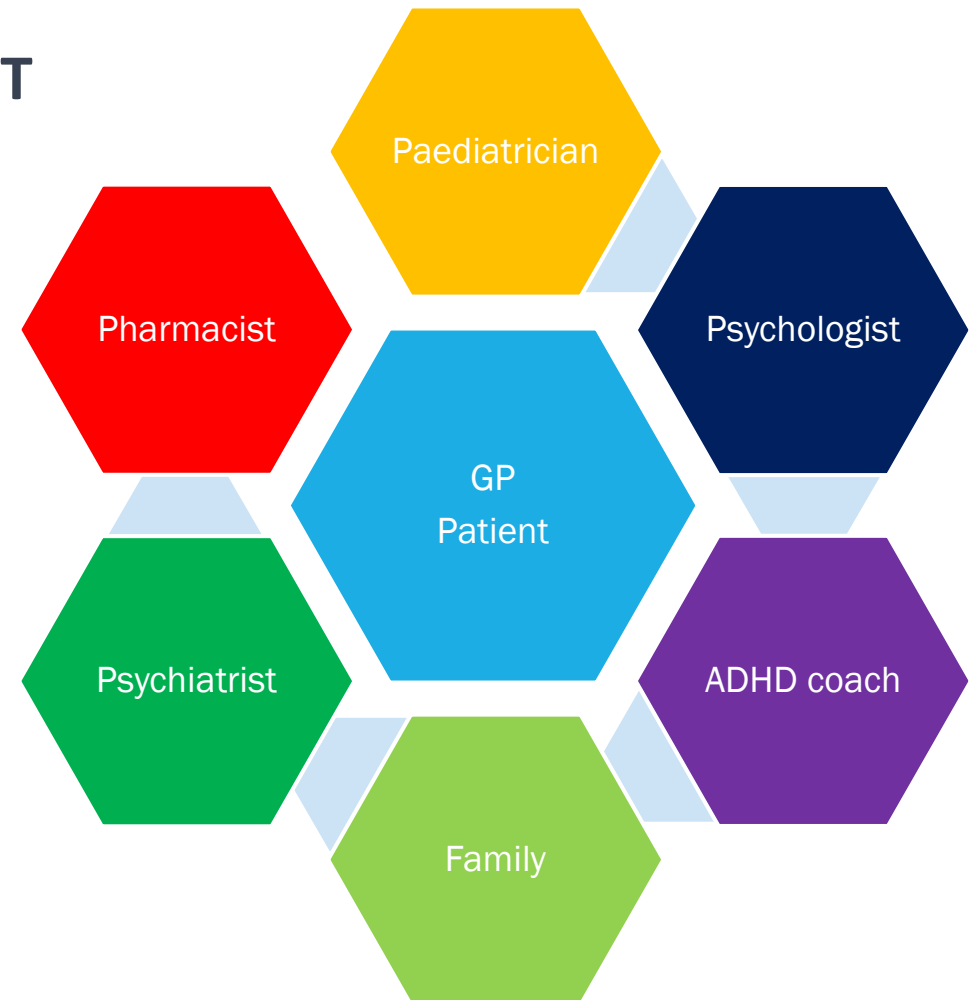 T
Paediatrician
Pharmacist
Psychologist
GP
Patient
Psychiatrist
ADHD coach
Family